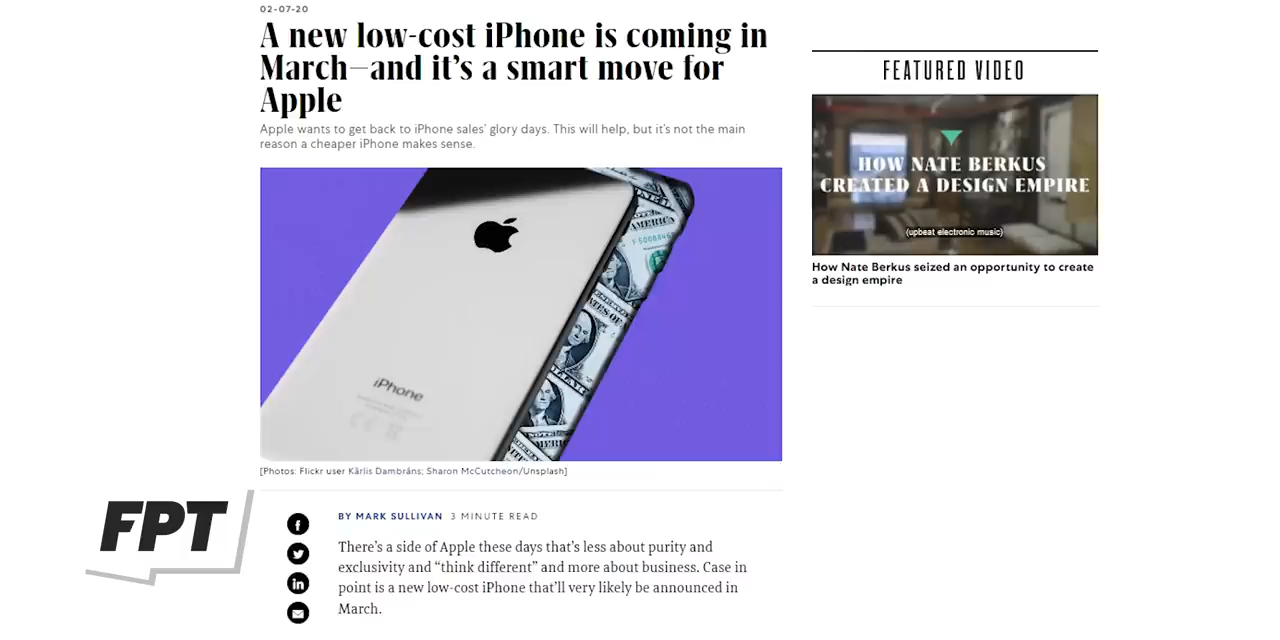 02-07-20
A new low-cost iPhone is coming in
March—and it's a smart move for
Apple
Apple wants to get back to iPhone sales' glory days. This will help, but it's not the main
reason a cheaper iPhone makes sense.
iPhone
AMERICA
[Photos: Flickr user Kārlis Dambrāns; Sharon McCutcheon/Unsplash]
FPT
BY MARK SULLIVAN 3 MINUTE READ
There's a side of Apple these days that's less about purity and
exclusivity and “think different” and more about business. Case in
point is a new low-cost iPhone that'll very likely be announced in
March.
FEATURED VIDEO
HOW NATE BERKUS
CREATED A DESIGN EMPIRE
(upbeat electronic music)
How Nate Berkus seized an opportunity to create
a design empire